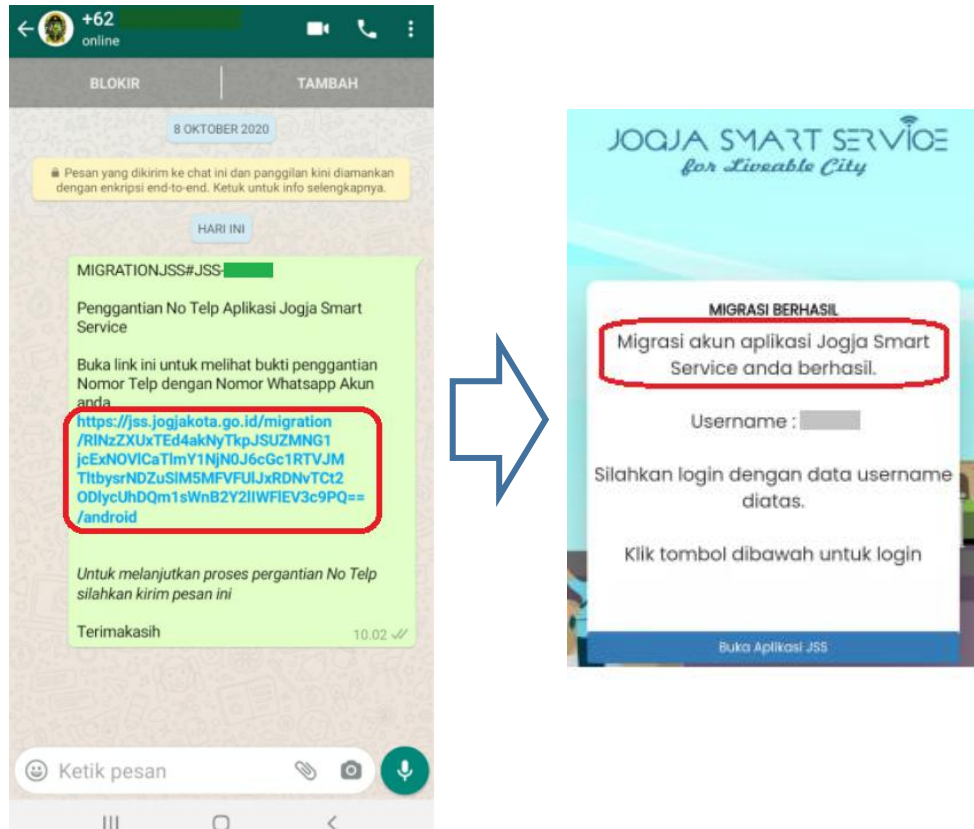 +62
online
BLOKIR
TAMBAH
8 OKTOBER 2020
Pesan yang dikirim ke chat ini dan panggilan kini diamankan
dengan enkripsi end-to-end. Ketuk untuk info selengkapnya.
HARI INI
MIGRATIONJSS#JSS-
Penggantian No Telp Aplikasi Jogja Smart
Service
Buka link ini untuk melihat bukti penggantian
Nomor Telp dengan Nomor Whatsapp Akun
anda
https://jss.jogjakota.go.id/migration
/android
Untuk melanjutkan proses pergantian No Telp
silahkan kirim pesan ini
Terimakasih
10.02
Ketik pesan
JOGJA SMART SERVICE
for Liveable City
MIGRASI BERHASIL
Migrasi akun aplikasi Jogja Smart
Service anda berhasil.
Username :
Silahkan login dengan data username
diatas.
Klik tombol dibawah untuk login
Buka Aplikasi JSS